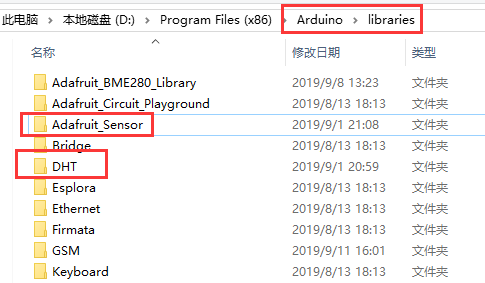 此电脑 › 本地磁盘 (D:) › Program Files (x86) › Arduino › libraries
名称 修改日期 类型
Adafruit_BME280_Library 2019/9/8 13:23 文件夹
Adafruit_Circuit_Playground 2019/8/13 18:13 文件夹
Adafruit_Sensor 2019/9/1 21:08 文件夹
Bridge 2019/8/13 18:13 文件夹
DHT 2019/9/1 20:59 文件夹
Esplora 2019/8/13 18:13 文件夹
Ethernet 2019/8/13 18:13 文件夹
Firmata 2019/8/13 18:13 文件夹
GSM 2019/9/11 16:01 文件夹
Keyboard 2019/8/13 18:13 文件夹